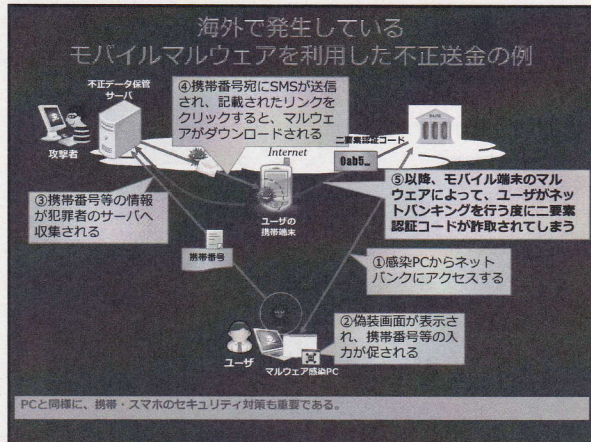 海外で発生している
モバイルマルウェアを利用した不正送金の例
不正データ保管
サーバ
攻撃者
④携帯番号宛にSMSが送信
され、記載されたリンクを
クリックすると、マルウェ
アがダウンロードされる
二要素認証コード
BANK
Internet
0ab5…
③携帯番号等の情報
が犯罪者のサーバへ
収集される
ユーザの
携帯端末
⑤以降、モバイル端末のマル
ウェアによって、ユーザがネッ
トバンキングを行う度に二要素
認証コードが詐取されてしまう
携帯番号
①感染PCからネット
バンクにアクセスする
②偽装画面が表示さ
れ、携帯番号等の入
力が促される
ユーザ
マルウェア感染PC
PCと同様に、携帯・スマホのセキュリティ対策も重要である。